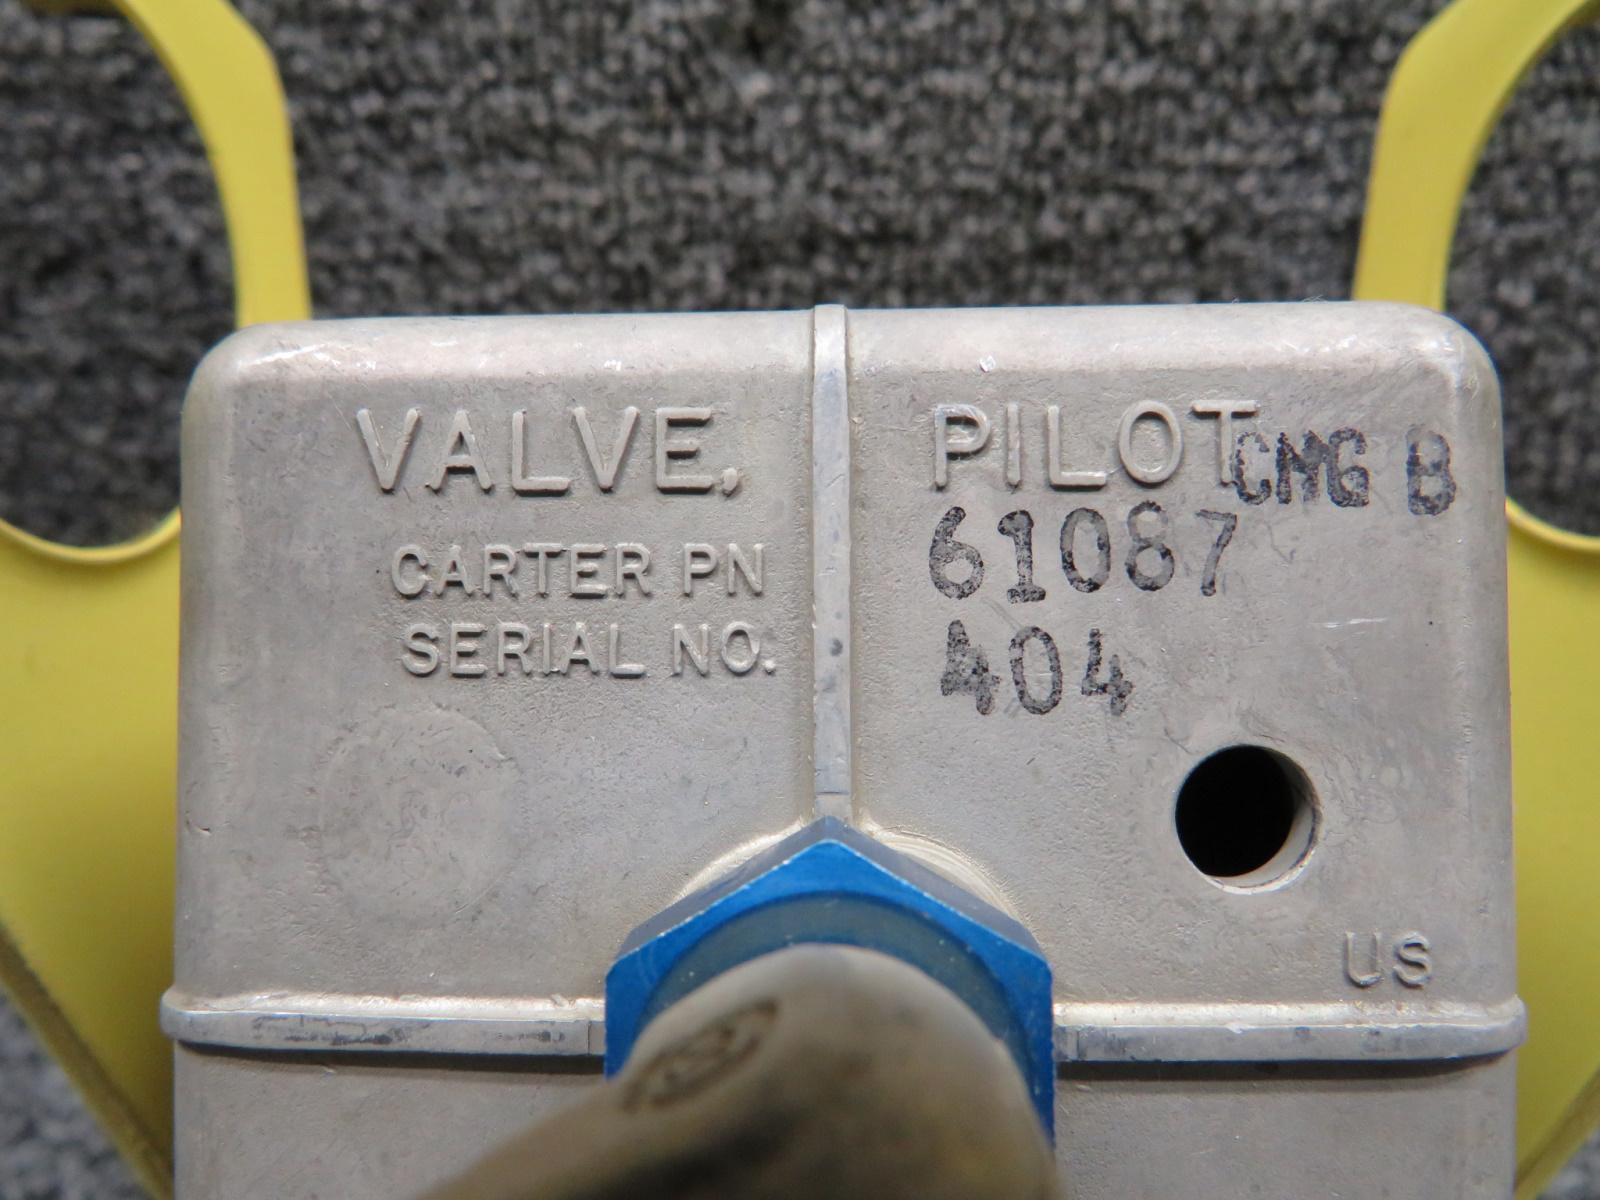 VALVE, PILOT CMG B
CARTER PN 61087
SERIAL NO. 404
US